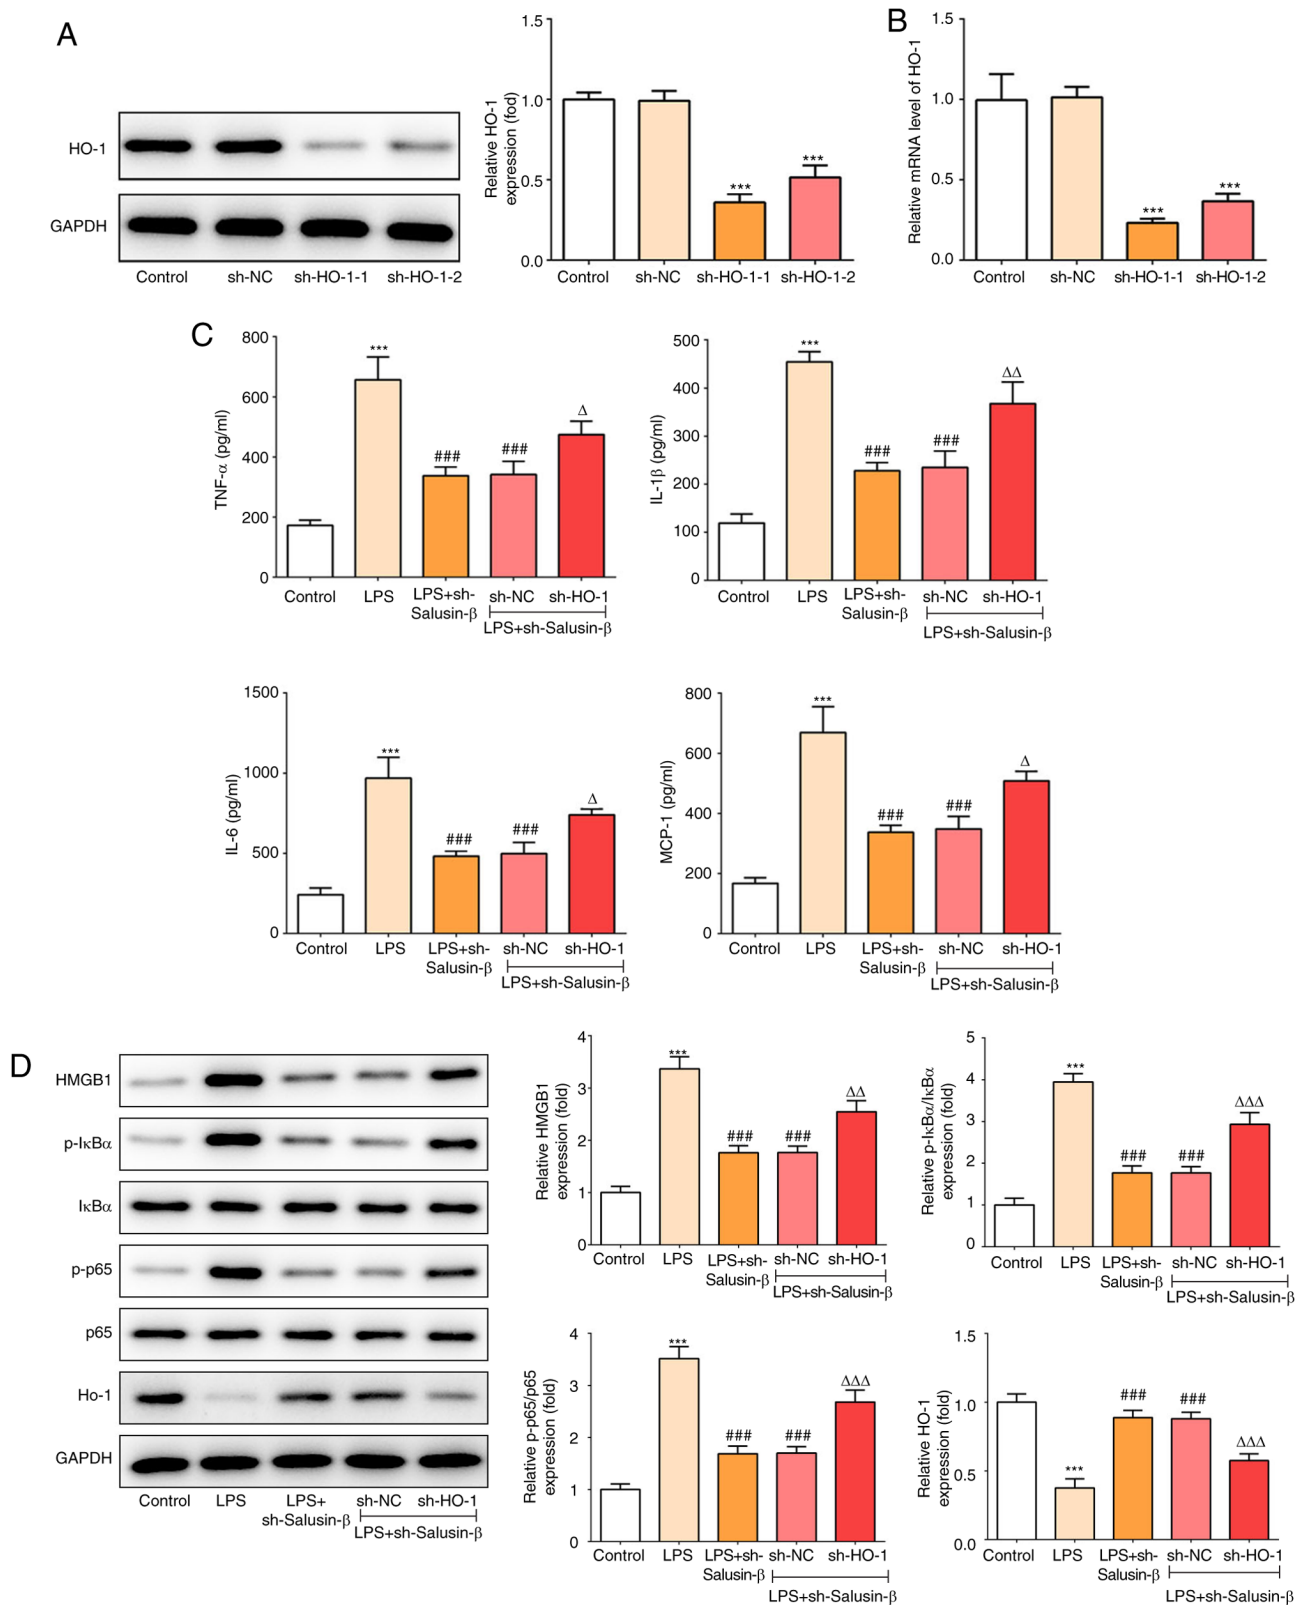 A
HO-1
GAPDH
Control sh-NC sh-HO-1-1 sh-HO-1-2
Relative HO-1
expression (fod)
1.5
1.0
0.5
0.0
***
***
Control sh-NC sh-HO-1-1 sh-HO-1-2
B
Relative mRNA level of HO-1
1.5
1.0
0.5
0.0
***
***
Control sh-NC sh-HO-1-1 sh-HO-1-2
C
TNF-α (pg/ml)
800
600
400
200
0
***
###
###
Δ
Control LPS LPS+sh- sh-NC sh-HO-1
Salusin-β
LPS+sh-Salusin-β
IL-1β (pg/ml)
500
400
300
200
100
0
***
###
###
ΔΔ
Control LPS LPS+sh- sh-NC sh-HO-1
Salusin-β
LPS+sh-Salusin-β
IL-6 (pg/ml)
1500
1000
500
0
***
###
###
Δ
Control LPS LPS+sh- sh-NC sh-HO-1
Salusin-β
LPS+sh-Salusin-β
MCP-1 (pg/ml)
800
600
400
200
0
***
###
###
Δ
Control LPS LPS+sh- sh-NC sh-HO-1
Salusin-β
LPS+sh-Salusin-β
D
HMGB1
p-IκBα
IκBα
p-p65
p65
Ho-1
GAPDH
Control LPS LPS+ sh-NC sh-HO-1
sh-Salusin-β LPS+sh-Salusin-β
Relative HMGB1
expression (fold)
4
3
2
1
0
***
###
###
ΔΔ
Control LPS LPS+sh- sh-NC sh-HO-1
Salusin-β
LPS+sh-Salusin-β
Relative p-IκBα/IκBα
expression (fold)
5
4
3
2
1
0
***
###
###
ΔΔΔ
Control LPS LPS+sh- sh-NC sh-HO-1
Salusin-β
LPS+sh-Salusin-β
Relative p-p65/p65
expression (fold)
4
3
2
1
0
***
###
###
ΔΔΔ
Control LPS LPS+sh- sh-NC sh-HO-1
Salusin-β
LPS+sh-Salusin-β
Relative HO-1
expression (fold)
1.5
1.0
0.5
0.0
***
###
###
ΔΔΔ
Control LPS LPS+sh- sh-NC sh-HO-1
Salusin-β
LPS+sh-Salusin-β